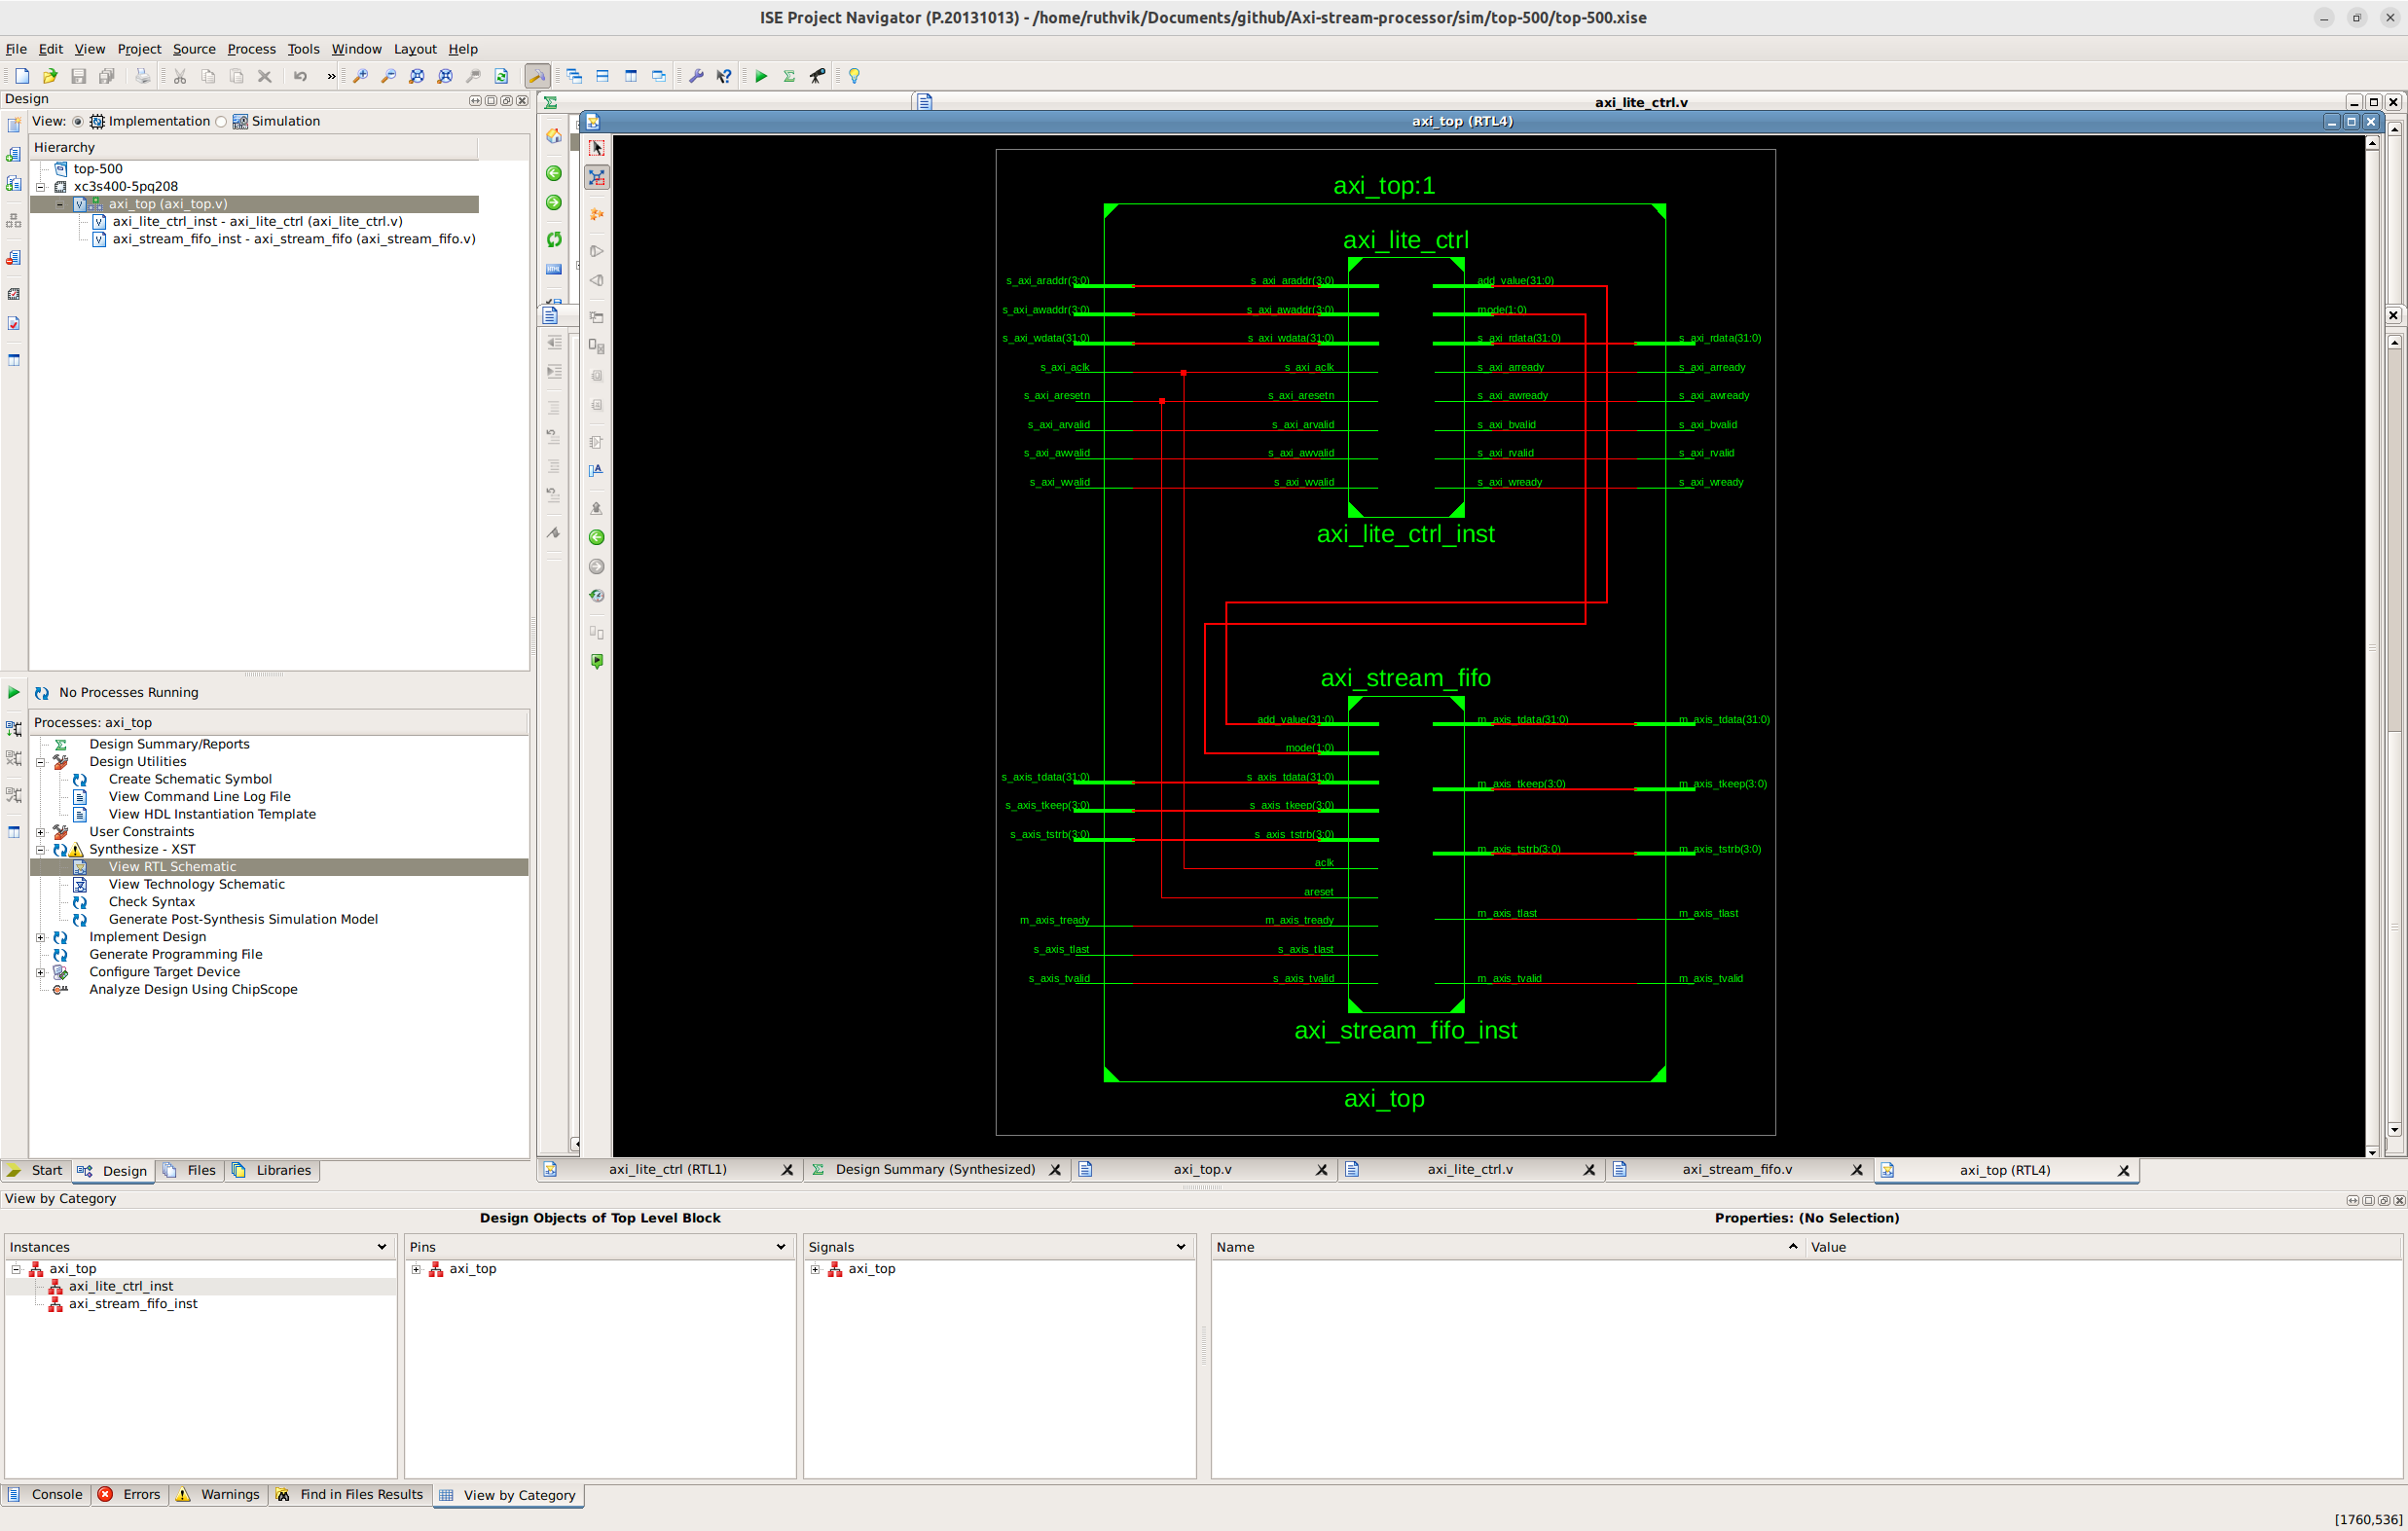 ISE Project Navigator (P.20131013) - /home/ruthvik/Documents/github/Axi-stream-processor/sim/top-500/top-500.xise
File Edit View Project Source Process Tools Window Layout Help
Design
View: Implementation Simulation
Hierarchy
top-500
xc3s400-5pq208
axi_top (axi_top.v)
axi_lite_ctrl_inst - axi_lite_ctrl (axi_lite_ctrl.v)
axi_stream_fifo_inst - axi_stream_fifo (axi_stream_fifo.v)
No Processes Running
Processes: axi_top
Design Summary/Reports
Design Utilities
Create Schematic Symbol
View Command Line Log File
View HDL Instantiation Template
User Constraints
Synthesize - XST
View RTL Schematic
View Technology Schematic
Check Syntax
Generate Post-Synthesis Simulation Model
Implement Design
Generate Programming File
Configure Target Device
Analyze Design Using ChipScope
Start Design Files Libraries
axi_lite_ctrl.v
axi_top (RTL4)
axi_top:1
axi_lite_ctrl
s_axi_araddr(3:0) s_axi_araddr(3:0) add_value(31:0)
s_axi_awaddr(3:0) s_axi_awaddr(3:0) mode(1:0)
s_axi_wdata(31:0) s_axi_wdata(31:0) s_axi_rdata(31:0) s_axi_rdata(31:0)
s_axi_aclk s_axi_aclk s_axi_arready s_axi_arready
s_axi_aresetn s_axi_aresetn s_axi_awready s_axi_awready
s_axi_arvalid s_axi_arvalid s_axi_bvalid s_axi_bvalid
s_axi_awvalid s_axi_awvalid s_axi_rvalid s_axi_rvalid
s_axi_wvalid s_axi_wvalid s_axi_wready s_axi_wready
axi_lite_ctrl_inst
axi_stream_fifo
add_value(31:0) m_axis_tdata(31:0) m_axis_tdata(31:0)
mode(1:0)
s_axis_tdata(31:0) s_axis_tdata(31:0) m_axis_tkeep(3:0) m_axis_tkeep(3:0)
s_axis_tkeep(3:0) s_axis_tkeep(3:0)
s_axis_tstrb(3:0) s_axis_tstrb(3:0) m_axis_tstrb(3:0) m_axis_tstrb(3:0)
aclk
areset
m_axis_tready m_axis_tready m_axis_tlast m_axis_tlast
s_axis_tlast s_axis_tlast
s_axis_tvalid s_axis_tvalid m_axis_tvalid m_axis_tvalid
axi_stream_fifo_inst
axi_top
axi_lite_ctrl (RTL1) Design Summary (Synthesized) axi_top.v axi_lite_ctrl.v axi_stream_fifo.v axi_top (RTL4)
View by Category
Design Objects of Top Level Block
Properties: (No Selection)
Instances Pins Signals Name Value
axi_top axi_top axi_top
axi_lite_ctrl_inst
axi_stream_fifo_inst
Console Errors Warnings Find in Files Results View by Category
[1760,536]